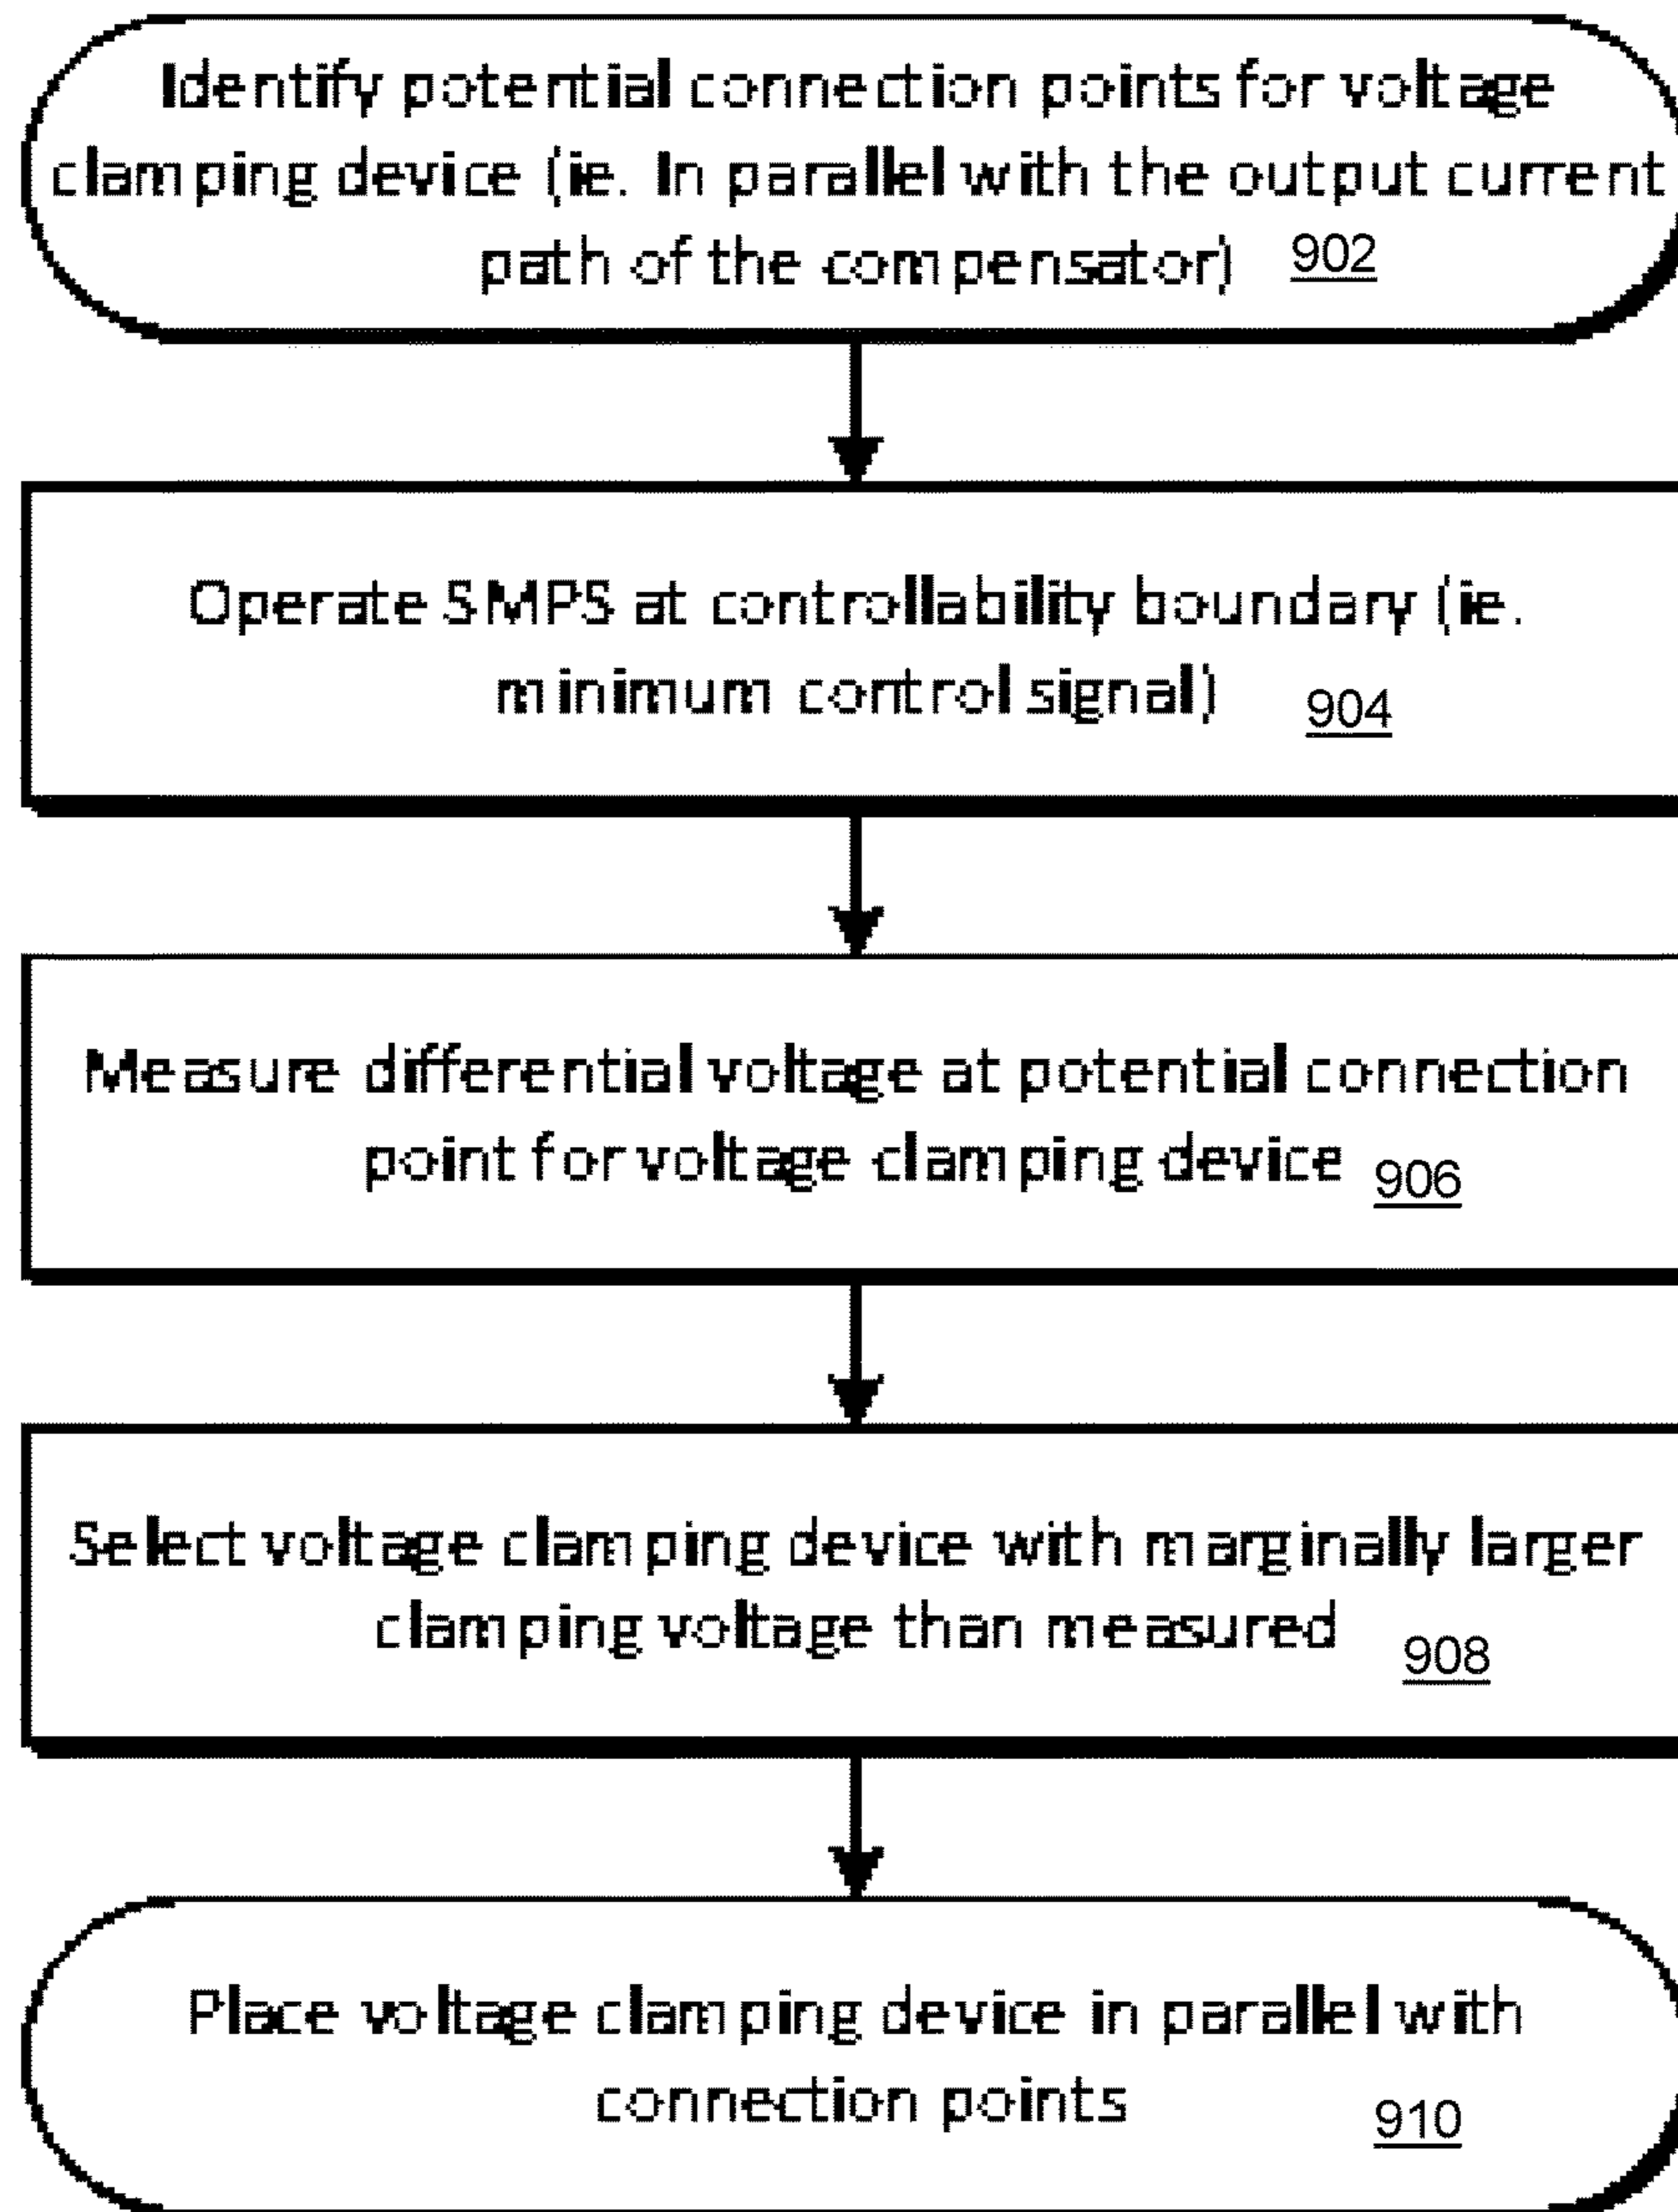 Identify potential connection points for voltage
clamping device (ie. In parallel with the output current
path of the compensator) 902
Operate SMPS at controllability boundary (ie.
minimum control signal) 904
Measure differential voltage at potential connection
point for voltage clamping device 906
Select voltage clamping device with marginally larger
clamping voltage than measured 908
Place voltage clamping device in parallel with
connection points 910